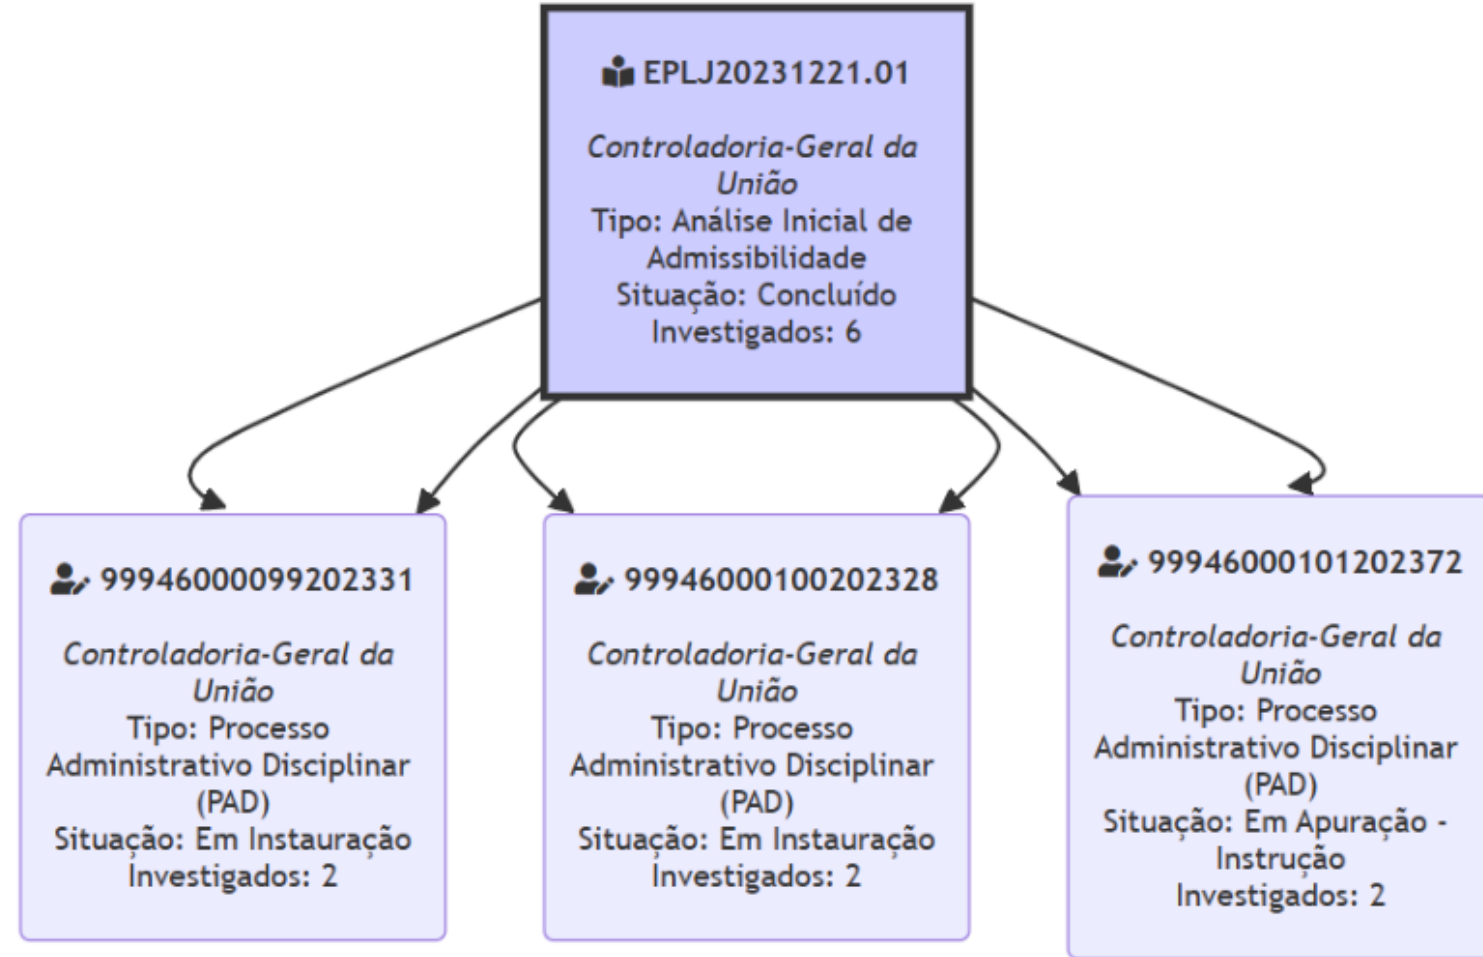 EPLJ20231221.01
Controladoria-Geral da
União
Tipo: Análise Inicial de
Admissibilidade
Situação: Concluído
Investigados: 6
99946000099202331
Controladoria-Geral da
União
Tipo: Processo
Administrativo Disciplinar
(PAD)
Situação: Em Instauração
Investigados: 2
99946000100202328
Controladoria-Geral da
União
Tipo: Processo
Administrativo Disciplinar
(PAD)
Situação: Em Instauração
Investigados: 2
99946000101202372
Controladoria-Geral da
União
Tipo: Processo
Administrativo Disciplinar
(PAD)
Situação: Em Apuração -
Instrução
Investigados: 2